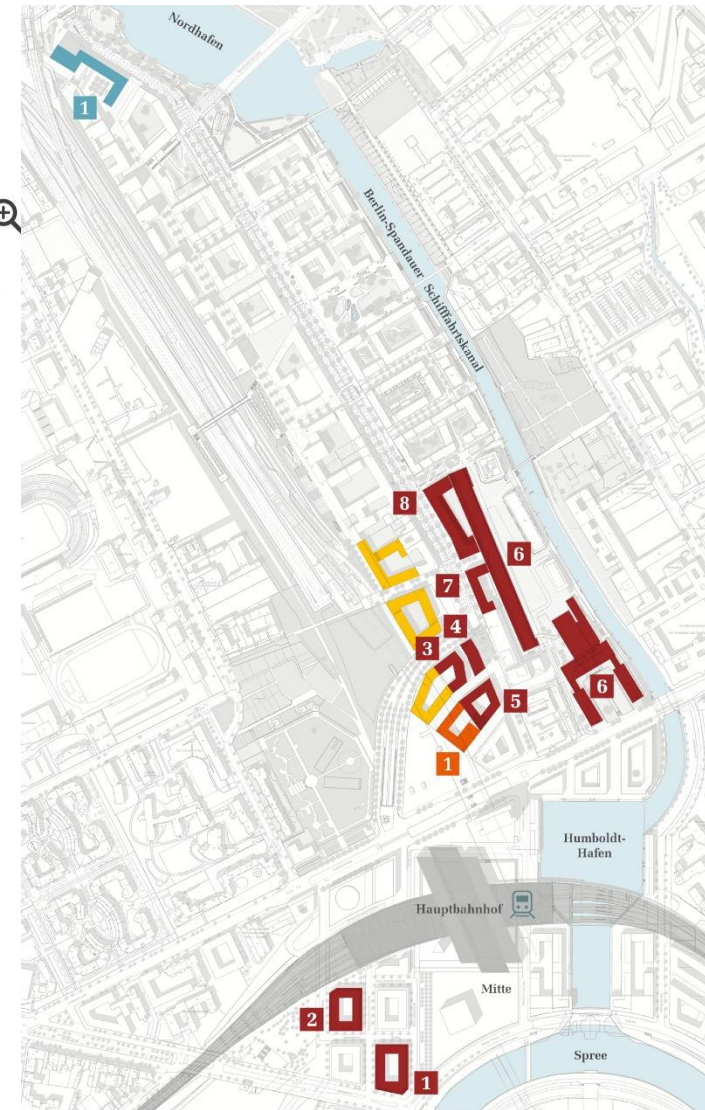 Nordhafen
1
Berlin-Spandauer
Schifffahrtskanal
8
6
7
4
3
6
5
1
Humboldt-
Hafen
Hauptbahnhof
Mitte
2
Spree
1